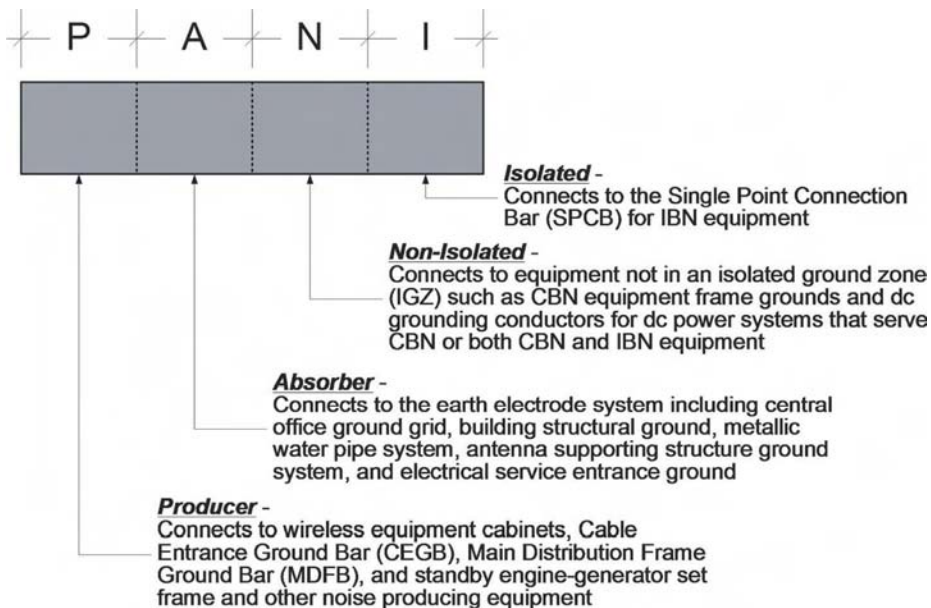 P A N I
Isolated -
Connects to the Single Point Connection
Bar (SPCB) for IBN equipment
Non-Isolated -
Connects to equipment not in an isolated ground zone
(IGZ) such as CBN equipment frame grounds and dc
grounding conductors for dc power systems that serve
CBN or both CBN and IBN equipment
Absorber -
Connects to the earth electrode system including central
office ground grid, building structural ground, metallic
water pipe system, antenna supporting structure ground
system, and electrical service entrance ground
Producer -
Connects to wireless equipment cabinets, Cable
Entrance Ground Bar (CEGB), Main Distribution Frame
Ground Bar (MDFB), and standby engine-generator set
frame and other noise producing equipment